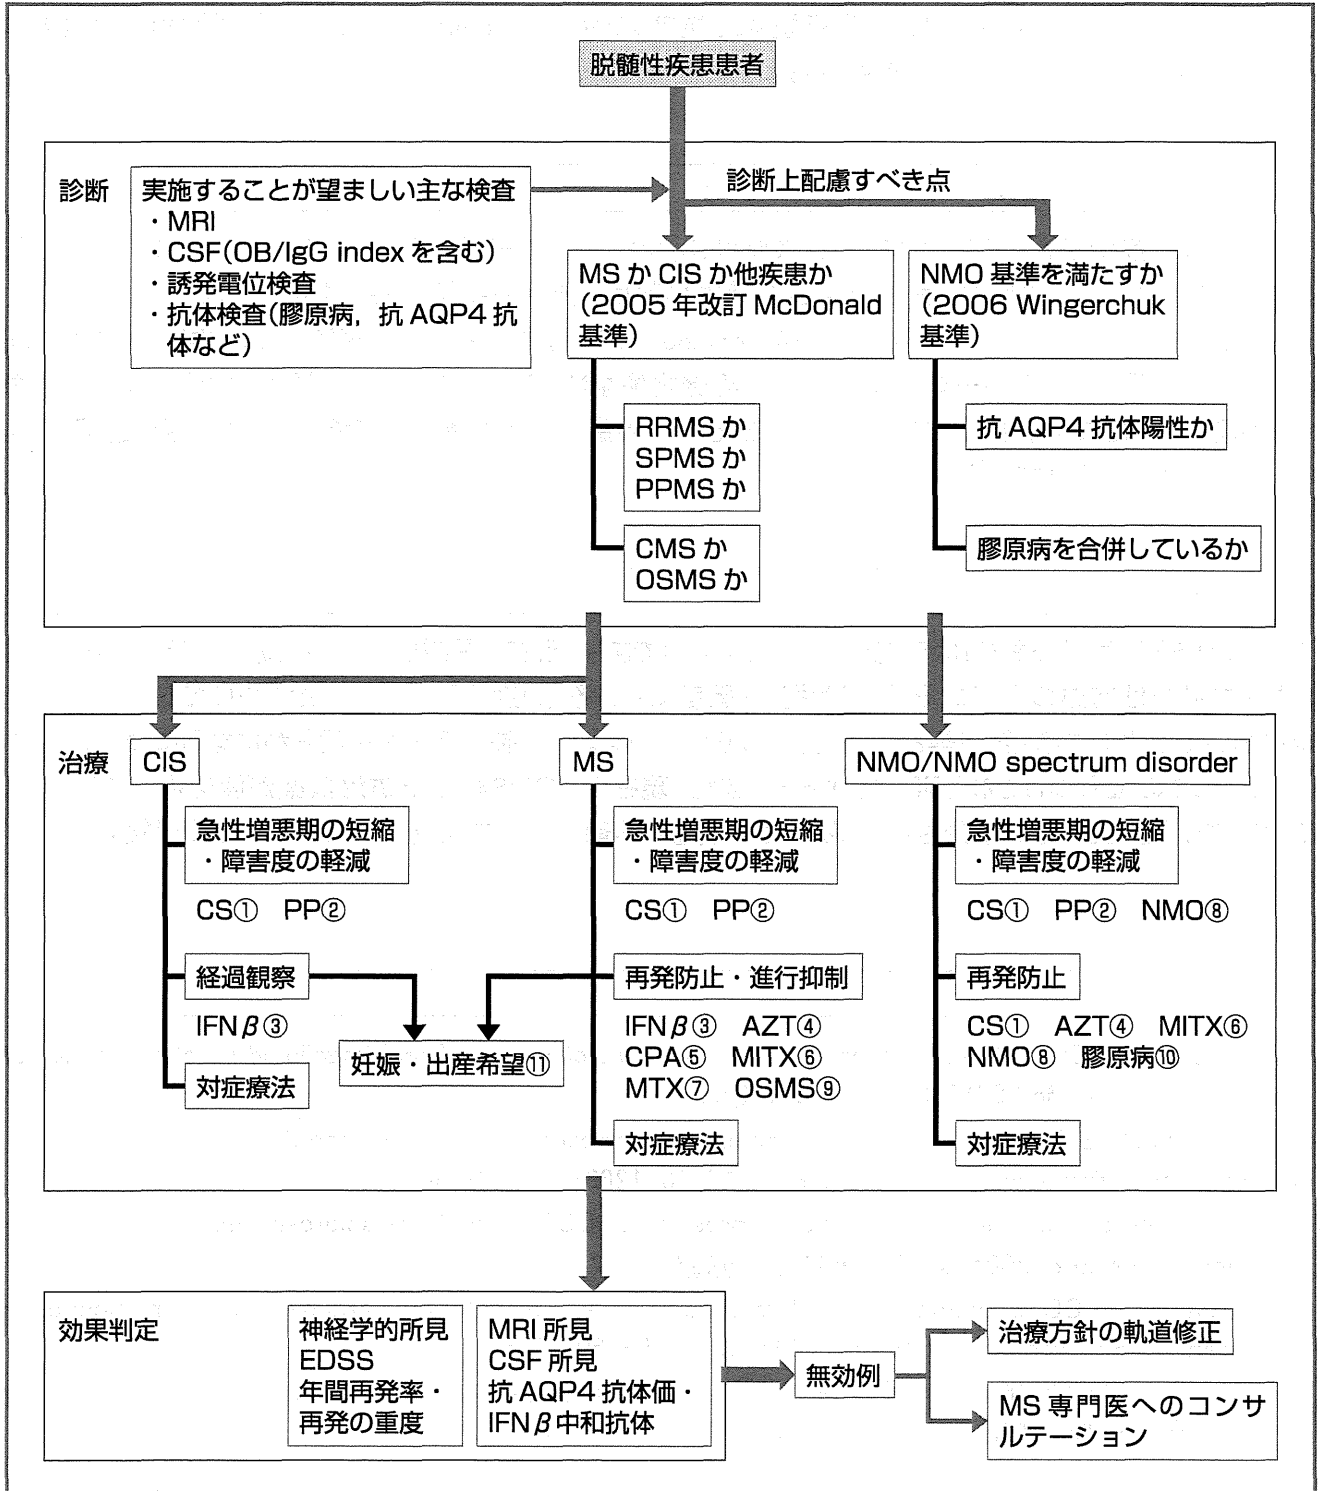 脱髄性疾患患者
診断
実施することが望ましい主な検査
・MRI
・CSF(OB/IgG index を含む)
・誘発電位検査
・抗体検査(膠原病,抗 AQP4 抗
体など)
診断上配慮すべき点
MS か CIS か他疾患か
(2005 年改訂 McDonald
基準)
NMO 基準を満たすか
(2006 Wingerchuk
基準)
RRMS か
SPMS か
PPMS か
CMS か
OSMS か
抗 AQP4 抗体陽性か
膠原病を合併しているか
治療
CIS
急性増悪期の短縮
・障害度の軽減
CS① PP②
経過観察
IFNβ③
対症療法
妊娠・出産希望⑪
MS
急性増悪期の短縮
・障害度の軽減
CS① PP②
再発防止・進行抑制
IFNβ③ AZT④
CPA⑤ MITX⑥
MTX⑦ OSMS⑨
対症療法
NMO/NMO spectrum disorder
急性増悪期の短縮
・障害度の軽減
CS① PP② NMO⑧
再発防止
CS① AZT④ MITX⑥
NMO⑧ 膠原病⑩
対症療法
効果判定
神経学的所見
EDSS
年間再発率・
再発の重度
MRI 所見
CSF 所見
抗 AQP4 抗体価・
IFNβ中和抗体
無効例
治療方針の軌道修正
MS 専門医へのコンサ
ルテーション